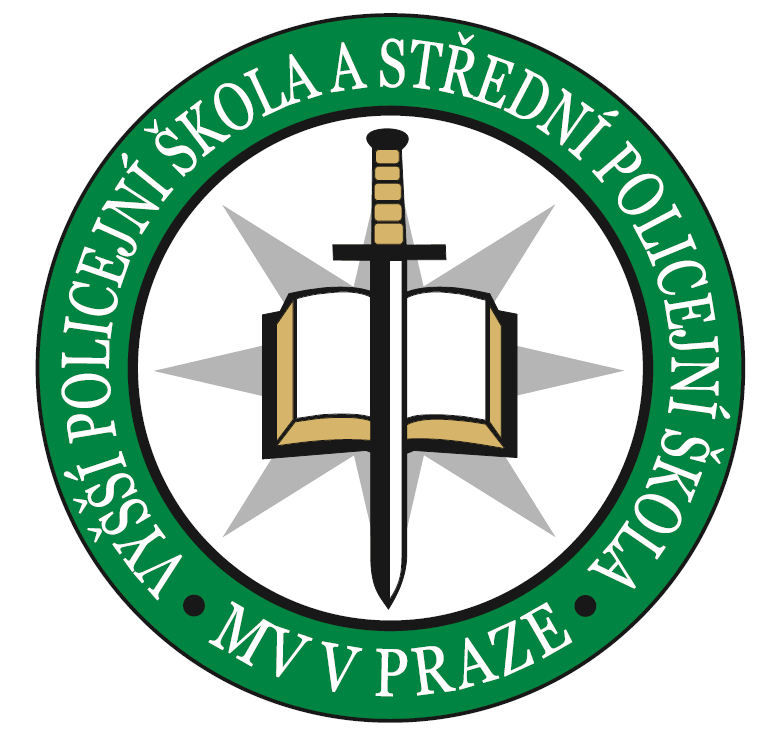 VYŠŠÍ POLICEJNÍ ŠKOLA A STŘEDNÍ POLICEJNÍ ŠKOLA
MV V PRAZE